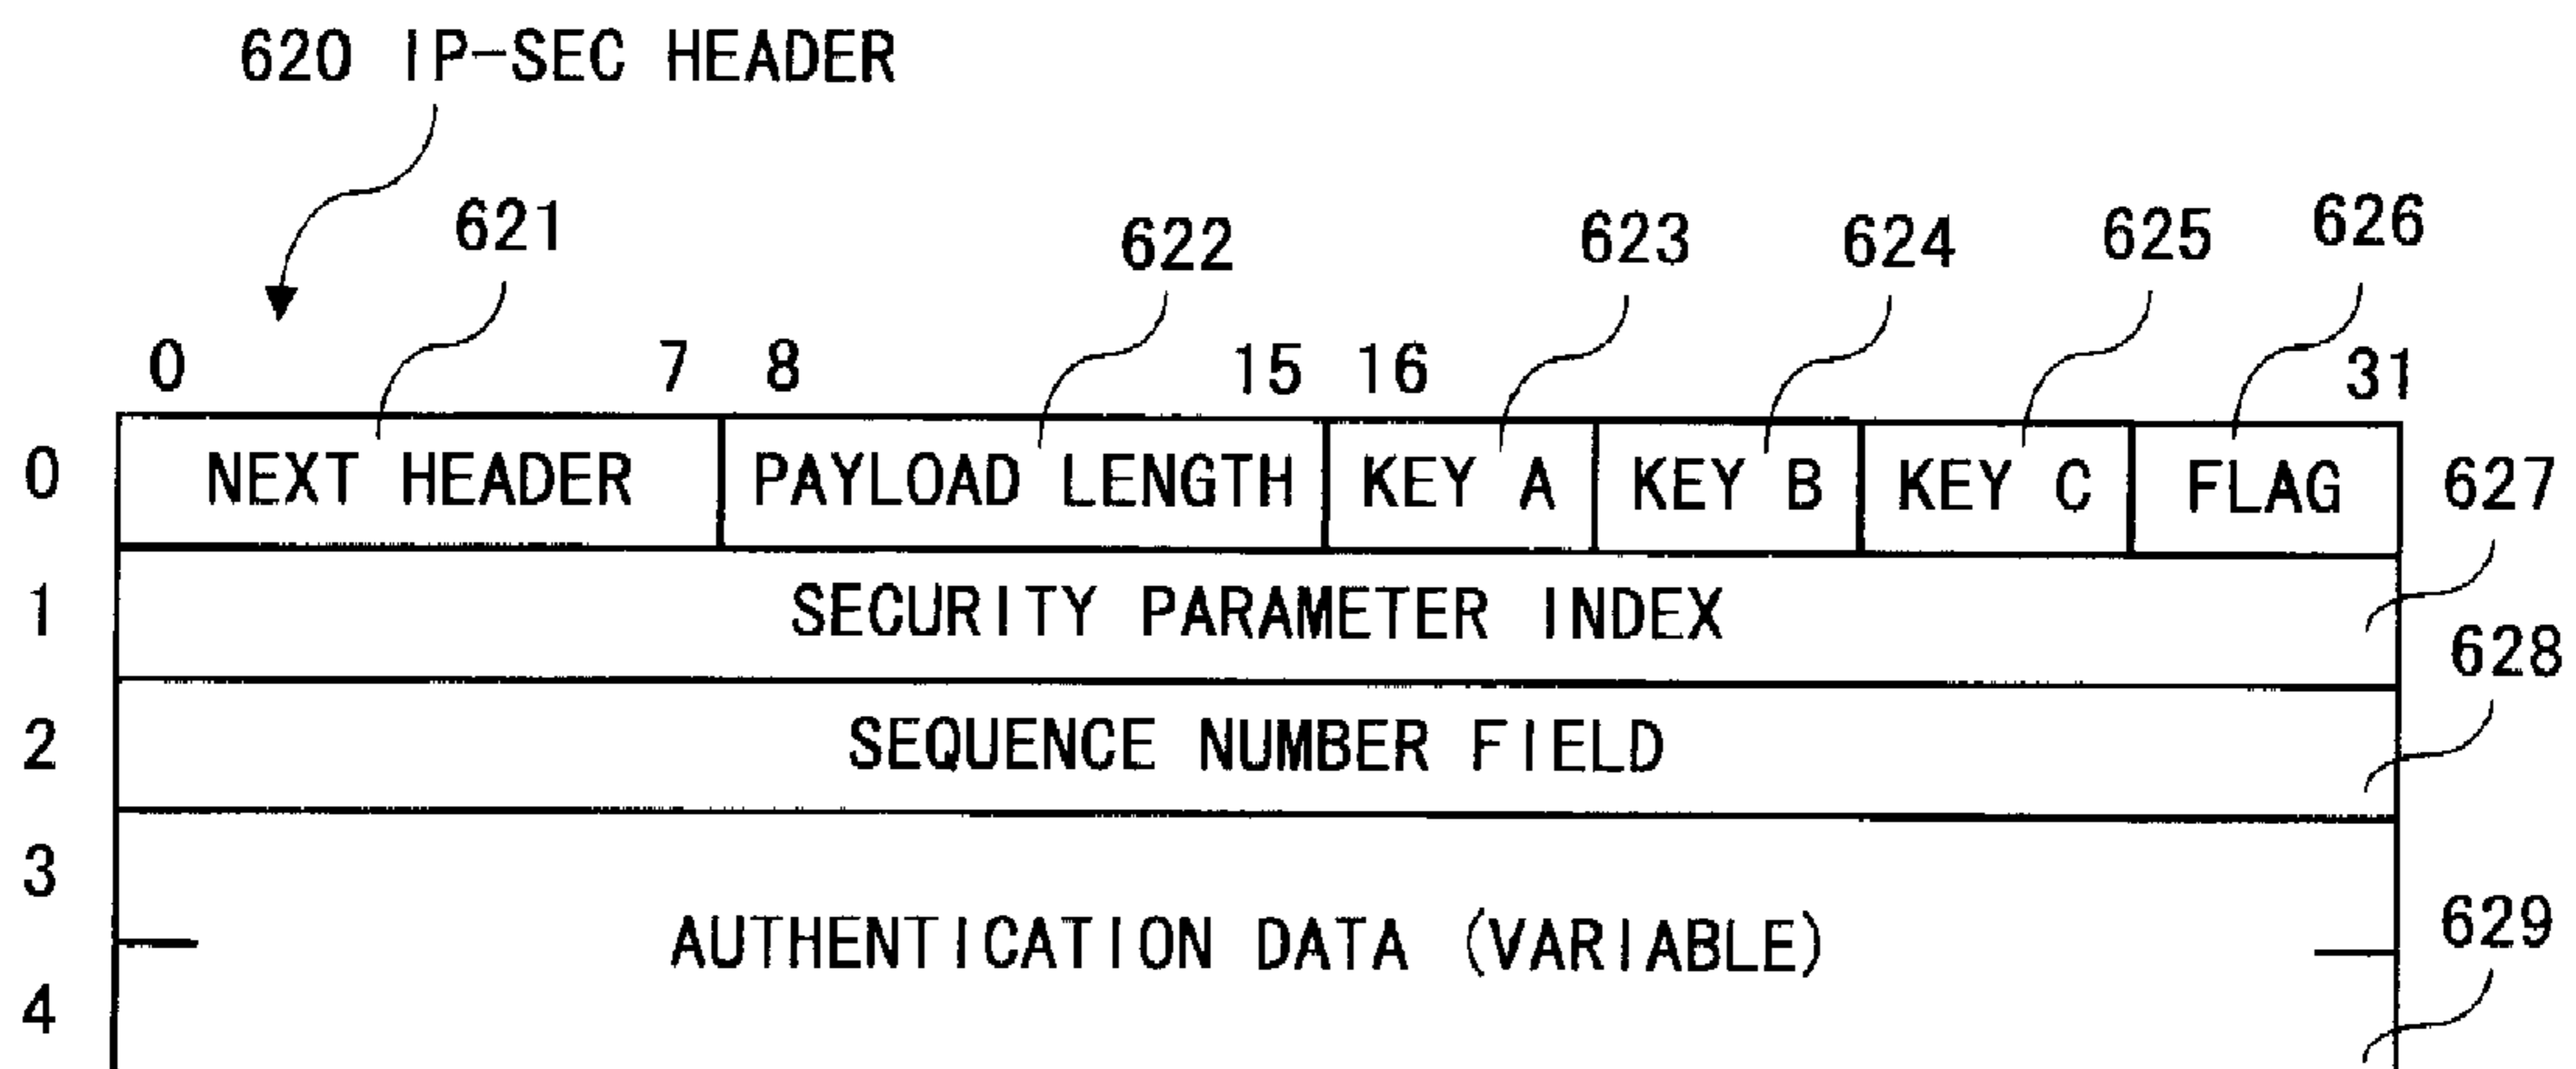 620 IP-SEC HEADER
621 622 623 624 625 626
0 7 8 15 16 31
0 NEXT HEADER PAYLOAD LENGTH KEY A KEY B KEY C FLAG 627
1 SECURITY PARAMETER INDEX
628
2 SEQUENCE NUMBER FIELD
3
AUTHENTICATION DATA (VARIABLE) 629
4